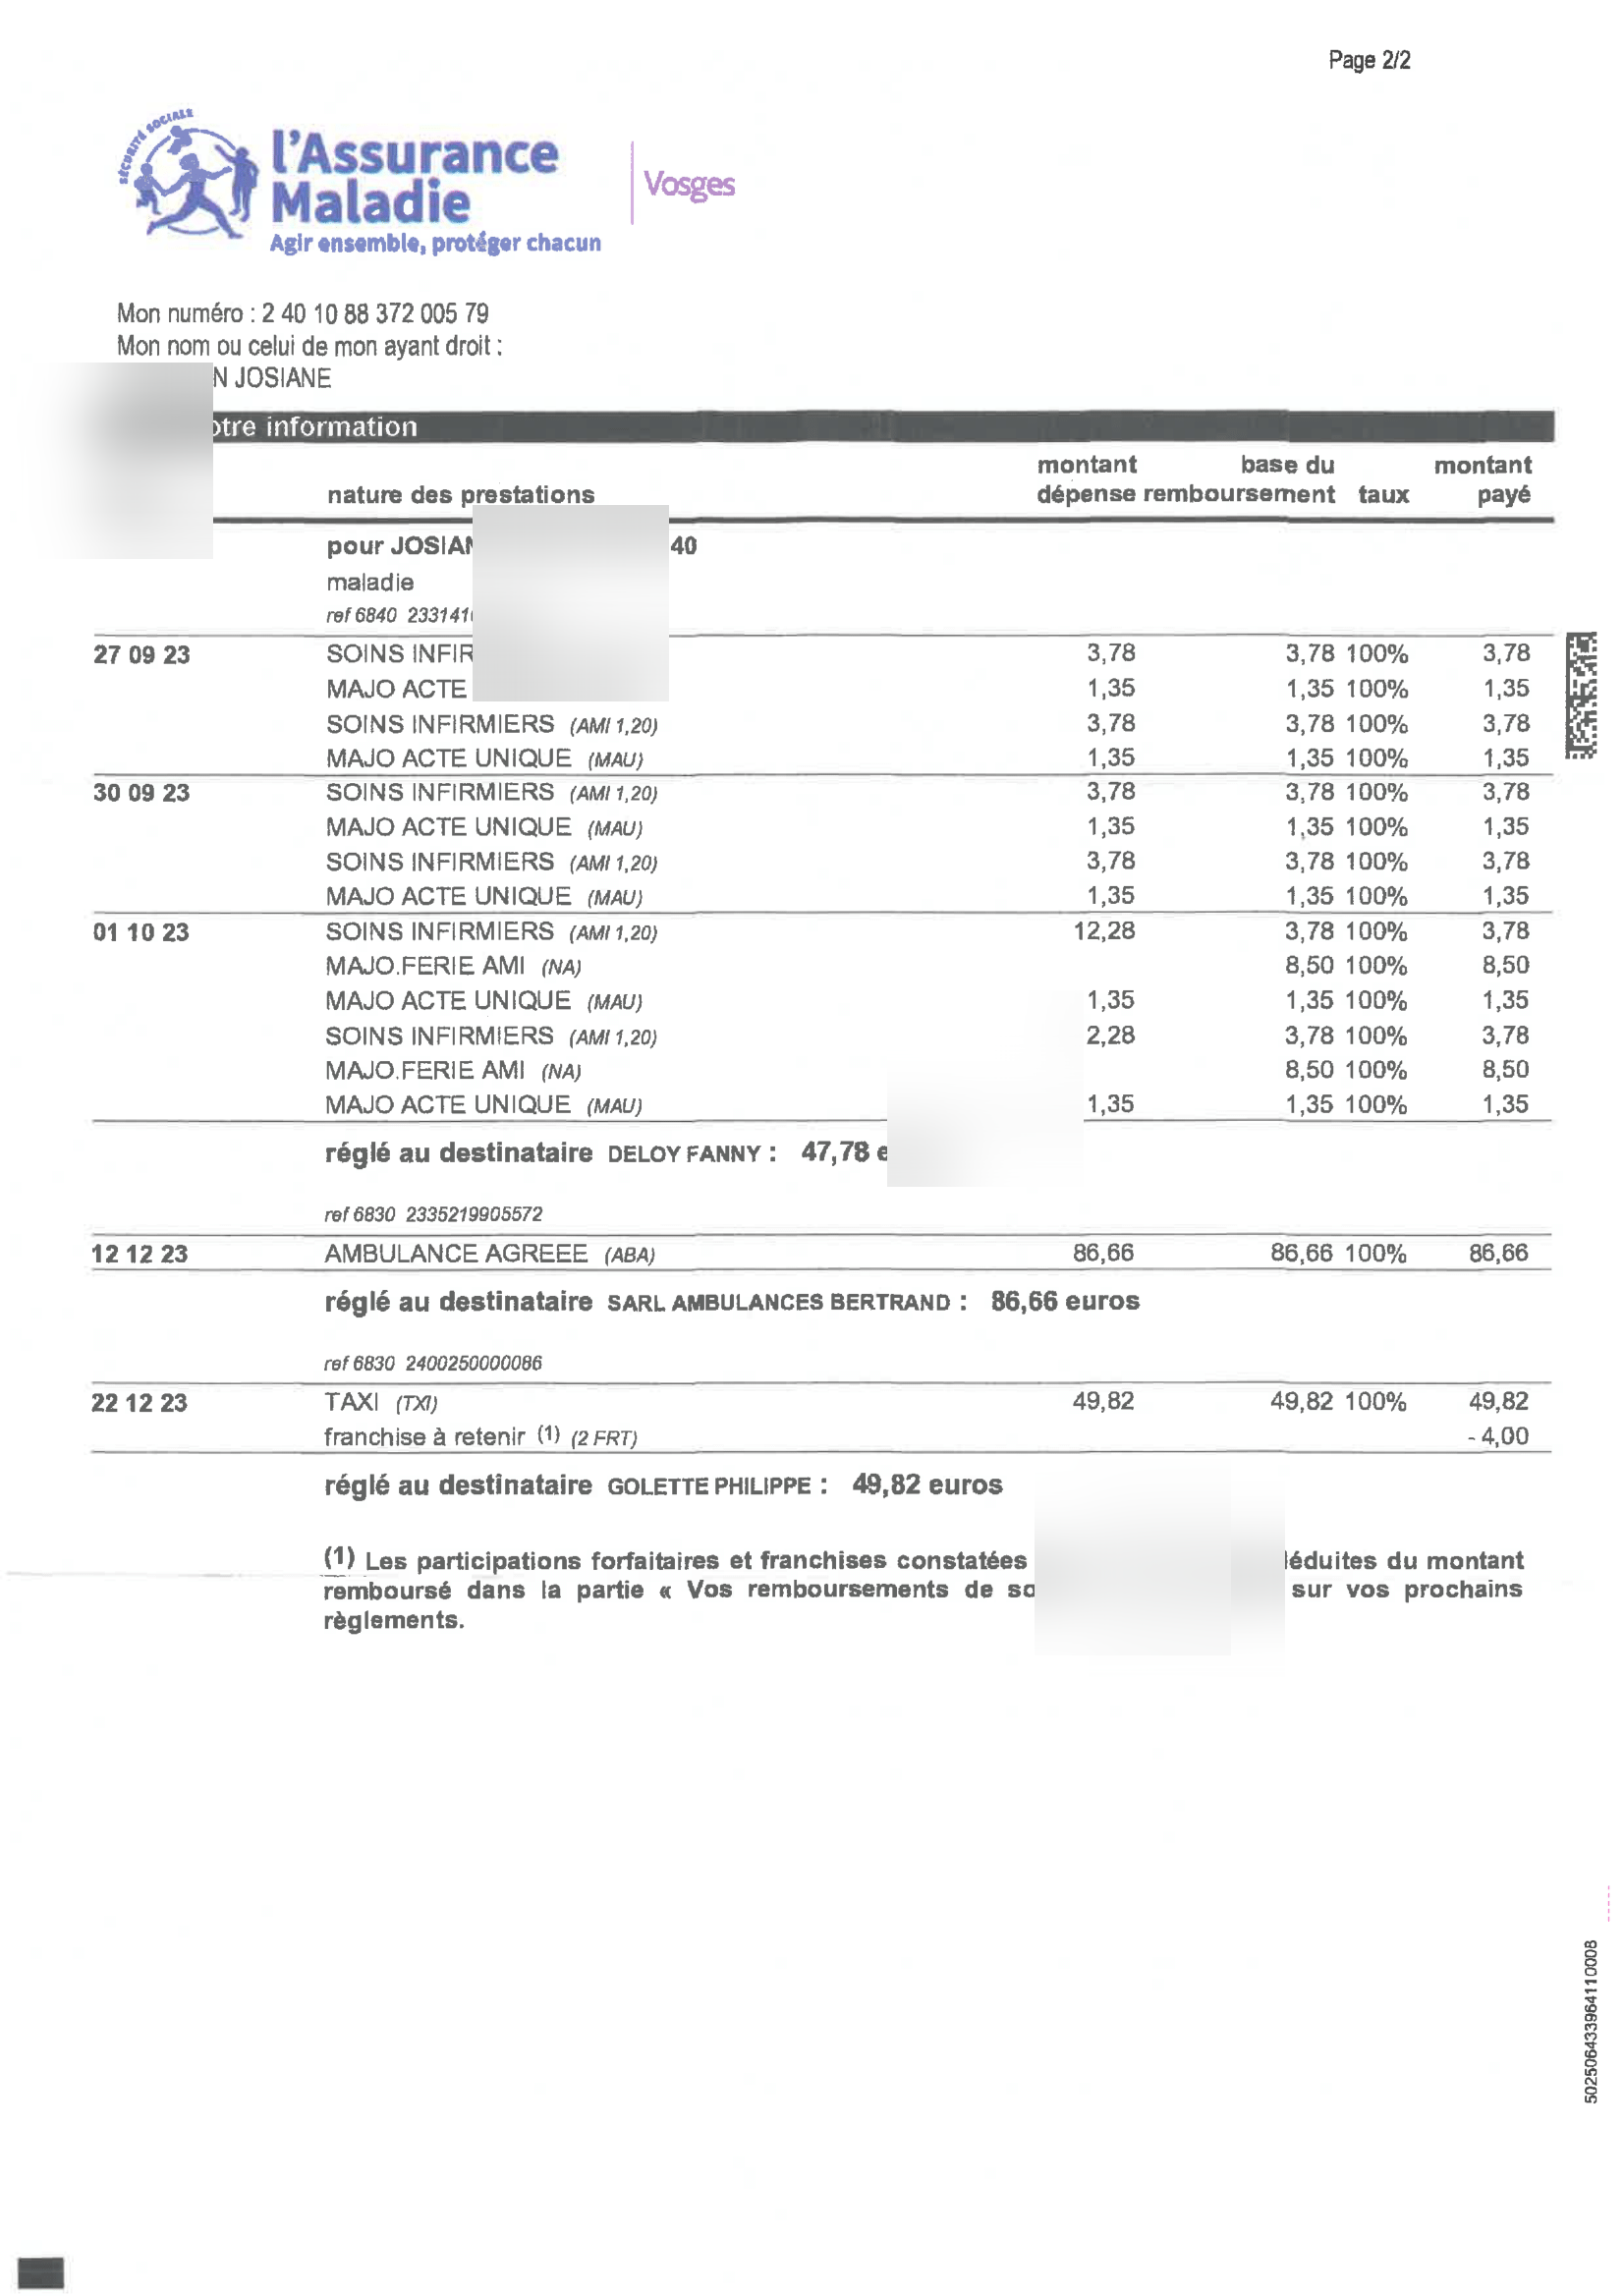 Page 2/2
SÉCURITÉ SOCIALE
l'Assurance
Maladie
Agir ensemble, protéger chacun
Vosges
Mon numéro : 2 40 10 88 372 005 79
Mon nom ou celui de mon ayant droit :
N JOSIANE
otre information
montant base du montant
nature des prestations dépense remboursement taux payé
pour JOSIAN 40
maladie
ref 6840 233141
27 09 23 SOINS INFIR 3,78 3,78 100% 3,78
MAJO ACTE 1,35 1,35 100% 1,35
SOINS INFIRMIERS (AMI 1,20) 3,78 3,78 100% 3,78
MAJO ACTE UNIQUE (MAU) 1,35 1,35 100% 1,35
30 09 23 SOINS INFIRMIERS (AMI 1,20) 3,78 3,78 100% 3,78
MAJO ACTE UNIQUE (MAU) 1,35 1,35 100% 1,35
SOINS INFIRMIERS (AMI 1,20) 3,78 3,78 100% 3,78
MAJO ACTE UNIQUE (MAU) 1,35 1,35 100% 1,35
01 10 23 SOINS INFIRMIERS (AMI 1,20) 12,28 3,78 100% 3,78
MAJO.FERIE AMI (NA) 8,50 100% 8,50
MAJO ACTE UNIQUE (MAU) 1,35 1,35 100% 1,35
SOINS INFIRMIERS (AMI 1,20) 2,28 3,78 100% 3,78
MAJO.FERIE AMI (NA) 8,50 100% 8,50
MAJO ACTE UNIQUE (MAU) 1,35 1,35 100% 1,35
réglé au destinataire DELOY FANNY : 47,78 e
ref 6830 2335219905572
12 12 23 AMBULANCE AGREEE (ABA) 86,66 86,66 100% 86,66
réglé au destinataire SARL AMBULANCES BERTRAND : 86,66 euros
ref 6830 2400250000086
22 12 23 TAXI (TXI) 49,82 49,82 100% 49,82
franchise à retenir (1) (2 FRT) - 4,00
réglé au destinataire GOLETTE PHILIPPE : 49,82 euros
(1) Les participations forfaitaires et franchises constatées déduites du montant
remboursé dans la partie « Vos remboursements de so sur vos prochains
règlements.
502506433964110008